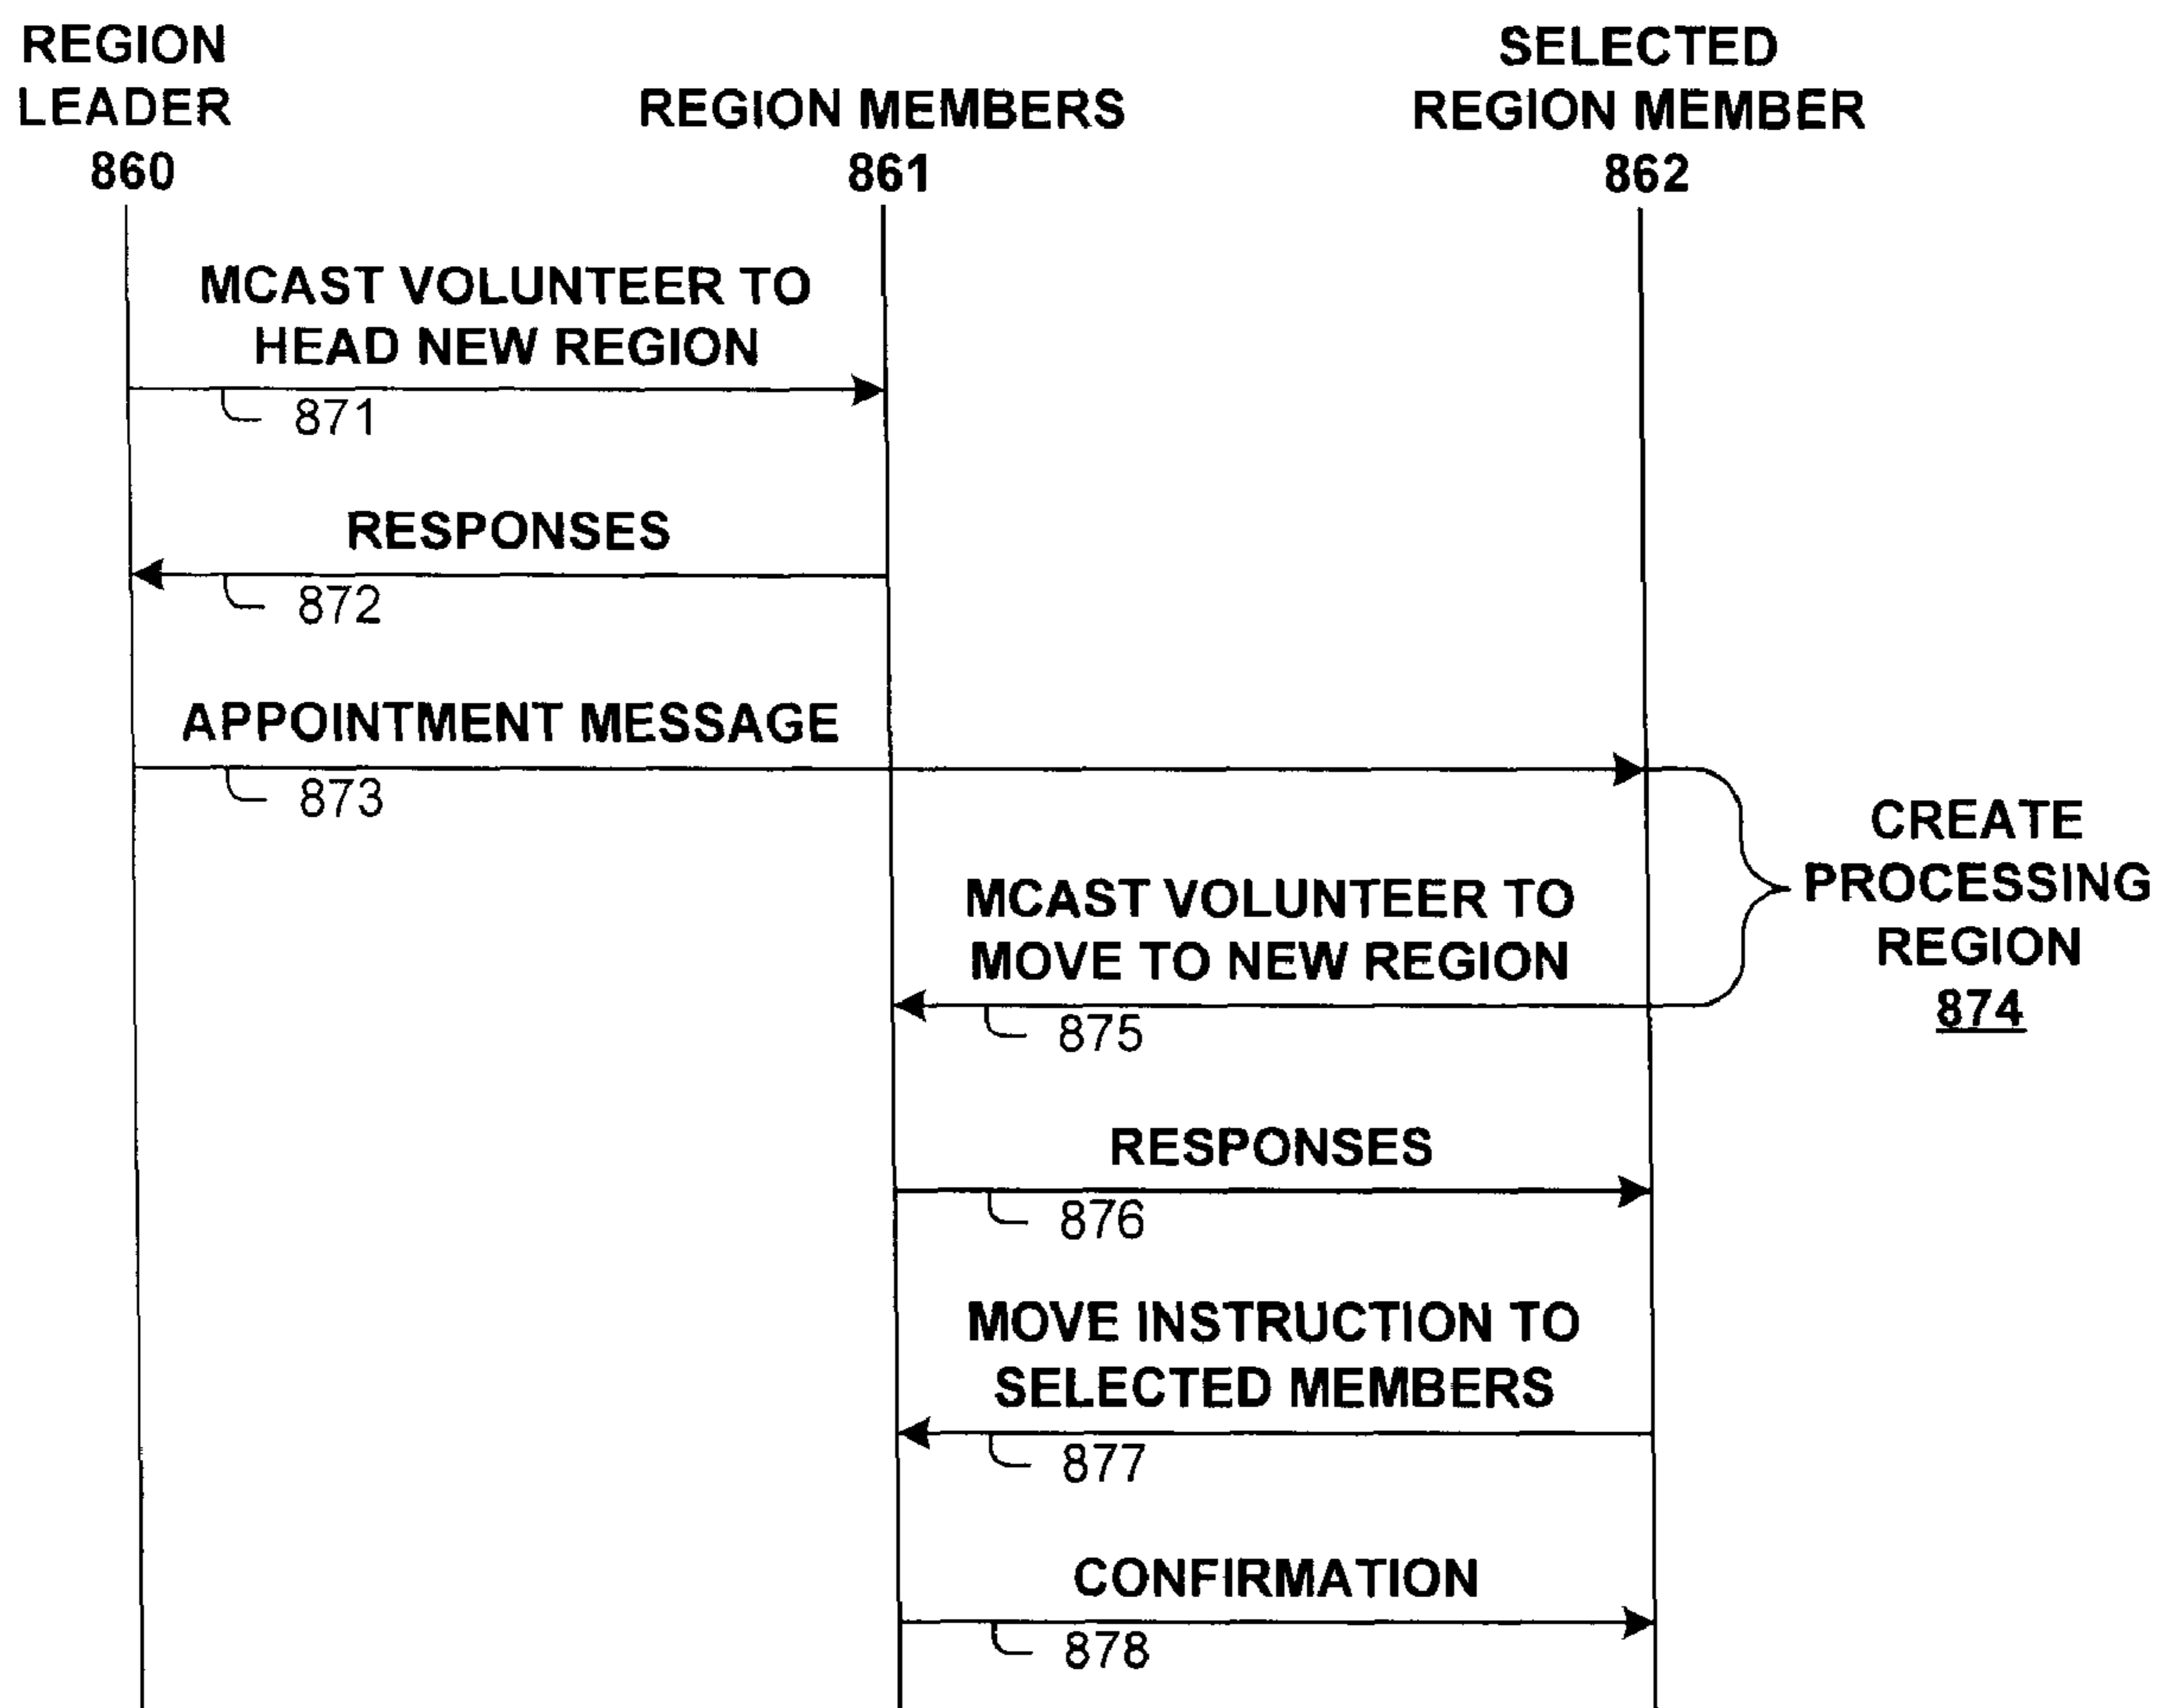 REGION
LEADER
860
REGION MEMBERS
861
SELECTED
REGION MEMBER
862
MCAST VOLUNTEER TO
HEAD NEW REGION
871
RESPONSES
872
APPOINTMENT MESSAGE
873
CREATE
PROCESSING
REGION
874
MCAST VOLUNTEER TO
MOVE TO NEW REGION
875
RESPONSES
876
MOVE INSTRUCTION TO
SELECTED MEMBERS
877
CONFIRMATION
878